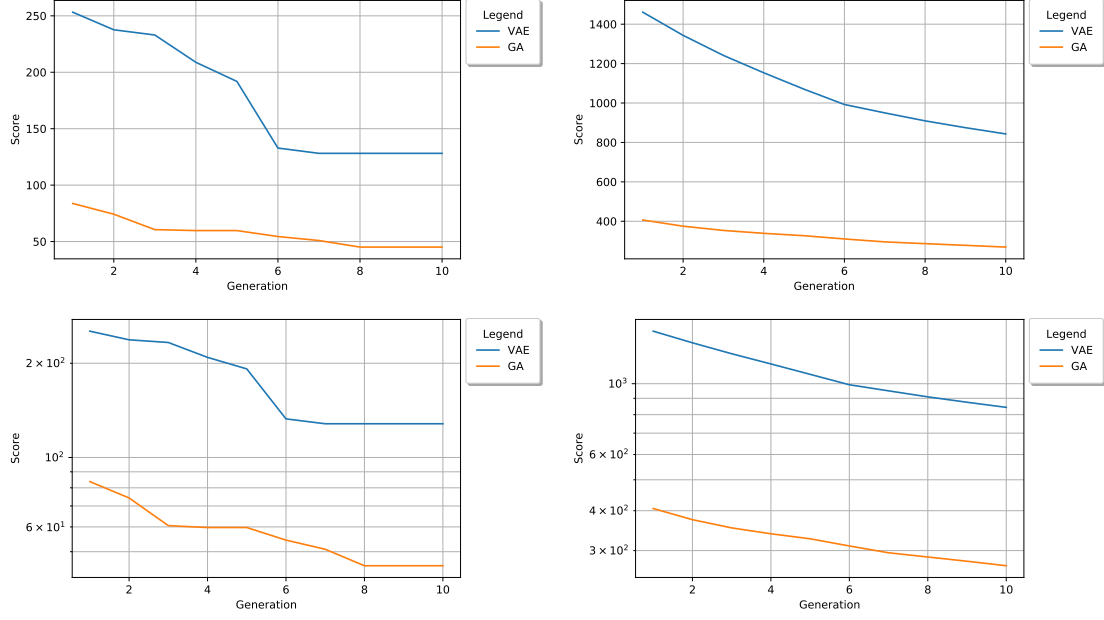 250
200
150
100
50
Score
2 4 6 8 10
Generation
Legend
VAE
GA
1400
1200
1000
800
600
400
Score
2 4 6 8 10
Generation
Legend
VAE
GA
2 × 10²
10²
6 × 10¹
Score
2 4 6 8 10
Generation
Legend
VAE
GA
10³
6 × 10²
4 × 10²
3 × 10²
Score
2 4 6 8 10
Generation
Legend
VAE
GA